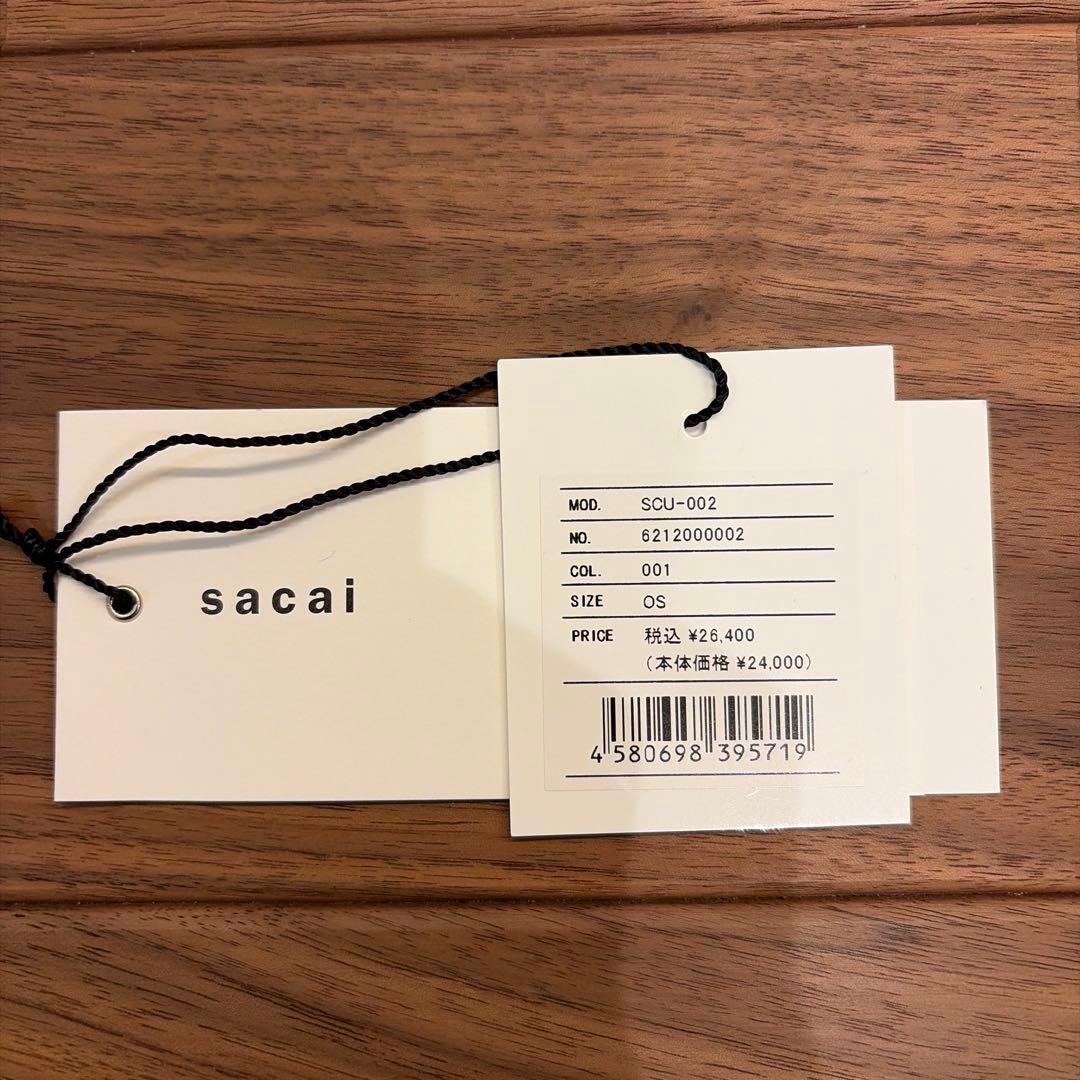 sacai
MOD. SCU-002
NO. 6212000002
COL. 001
SIZE OS
PRICE 税込 ¥26,400
(本体価格 ¥24,000)
4 580698 395719